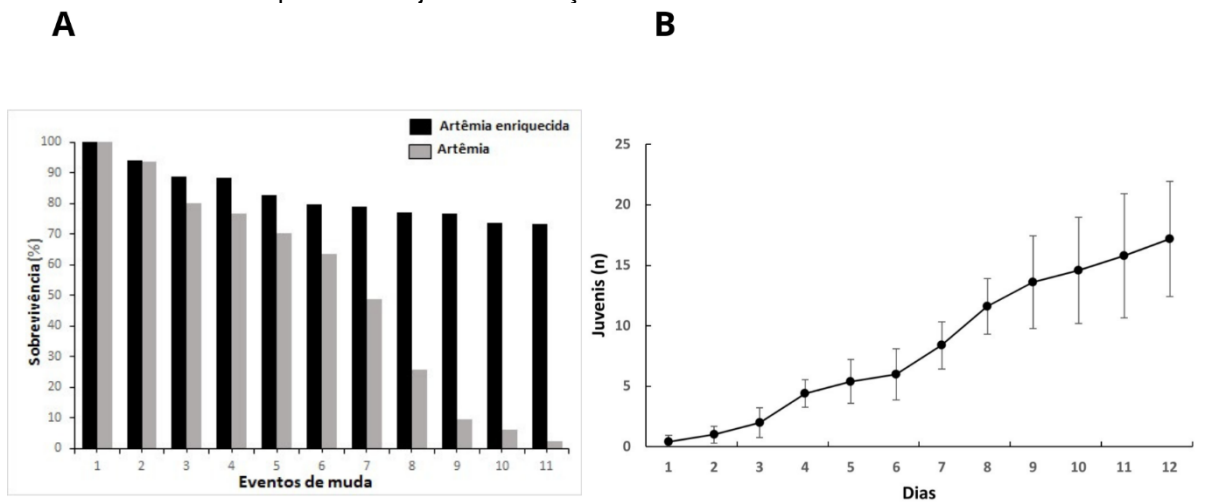 A
B
Artêmia enriquecida
Artêmia
Sobrevivência (%)
100
90
80
70
60
50
40
30
20
10
0
1 2 3 4 5 6 7 8 9 10 11
Eventos de muda
Juvenis (n)
25
20
15
10
5
0
1 2 3 4 5 6 7 8 9 10 11 12
Dias